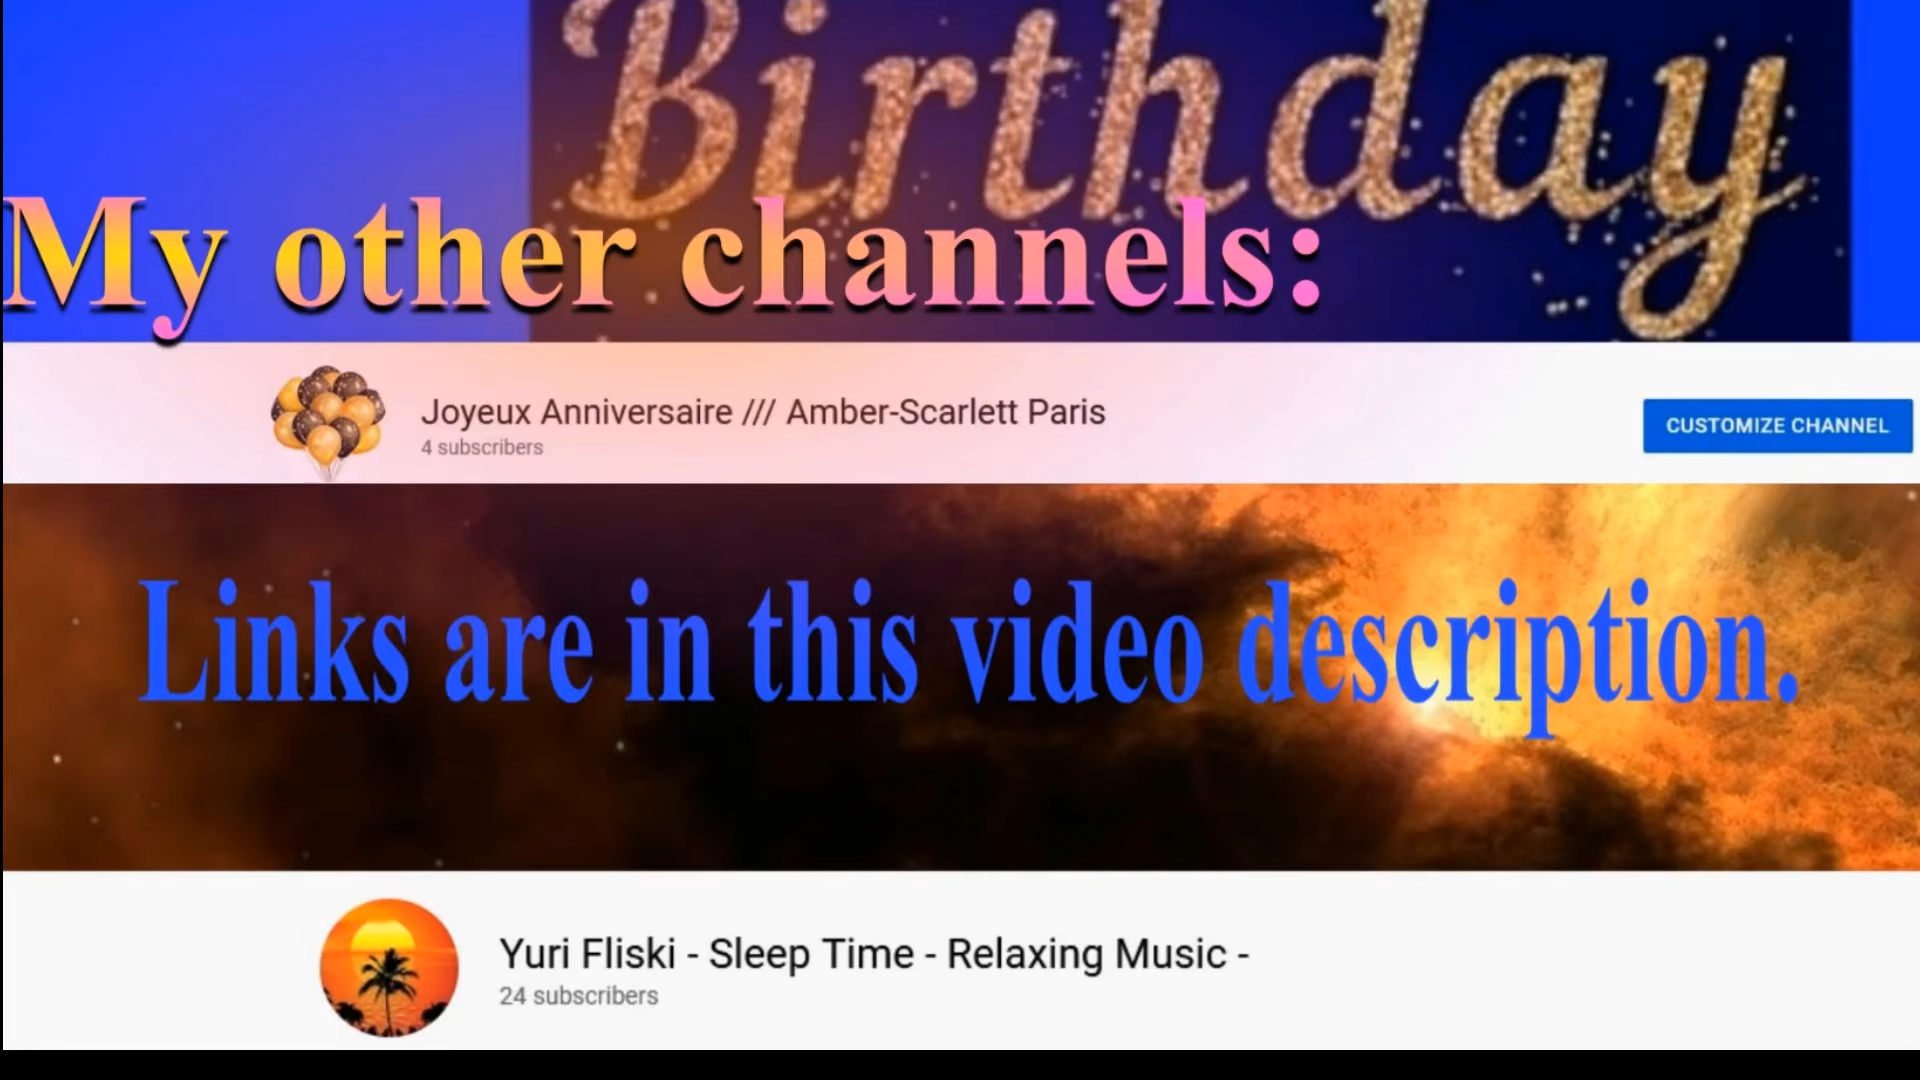 Birthday
My other channels:
Joyeux Anniversaire /// Amber-Scarlett Paris
4 subscribers
CUSTOMIZE CHANNEL
Links are in this video description.
Yuri Fliski - Sleep Time - Relaxing Music -
24 subscribers